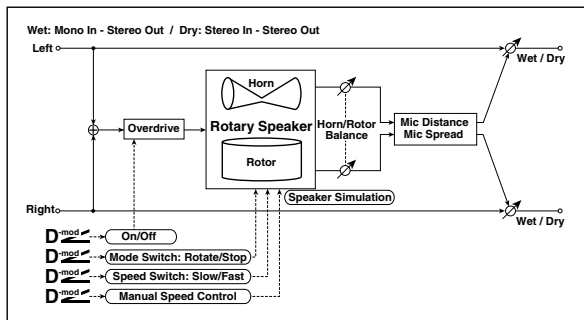 Wet: Mono In - Stereo Out / Dry: Stereo In - Stereo Out
Left
Wet / Dry
Horn
Rotary Speaker
Overdrive
Rotor
Horn/Rotor
Balance
Mic Distance
Mic Spread
Speaker Simulation
Right
Wet / Dry
D-mod
On/Off
D-mod
Mode Switch: Rotate/Stop
D-mod
Speed Switch: Slow/Fast
D-mod
Manual Speed Control